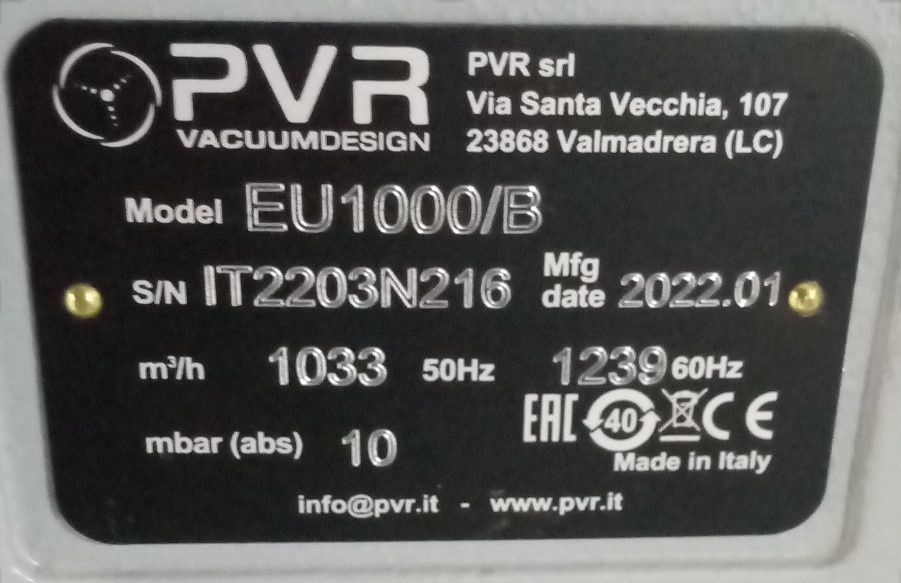 PVR
VACUUMDESIGN
PVR srl
Via Santa Vecchia, 107
23868 Valmadrera (LC)
Model EU1000/B
S/N IT2203N216 Mfg date 2022.01
m³/h 1033 50Hz 1239 60Hz
mbar (abs) 10
EAC 40 CE
Made in Italy
info@pvr.it - www.pvr.it